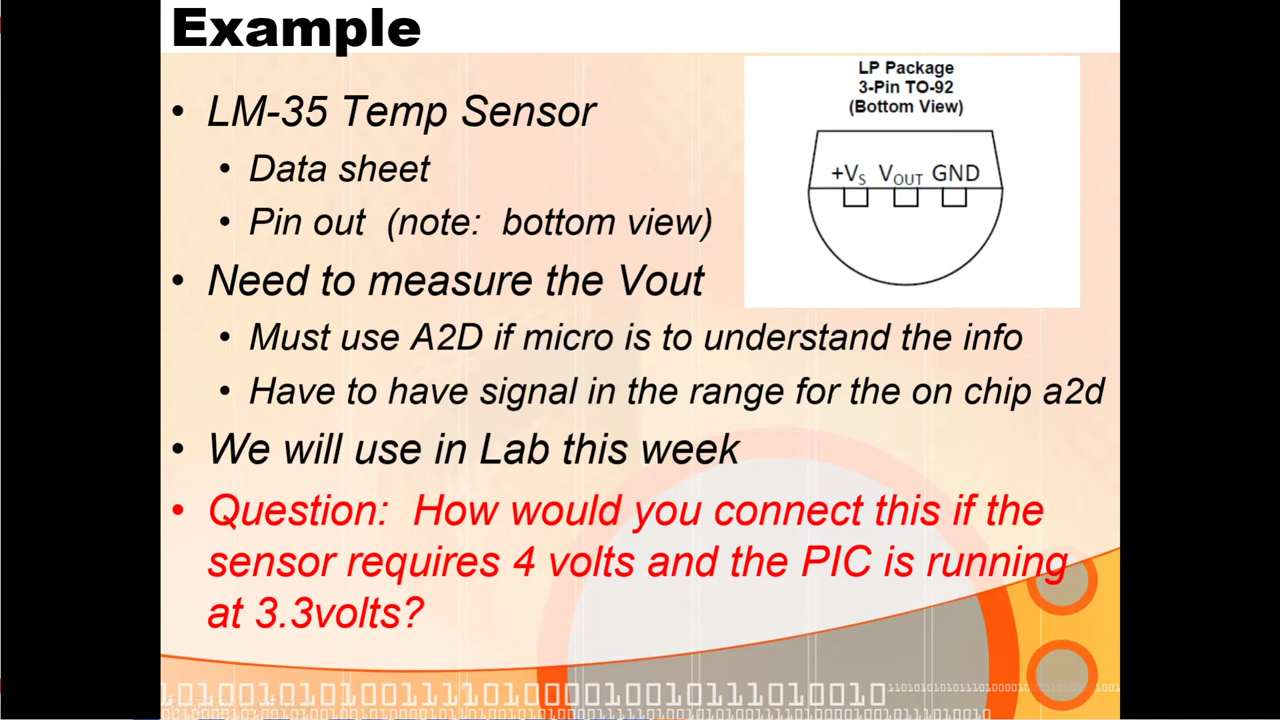 Example
• LM-35 Temp Sensor
• Data sheet
• Pin out (note: bottom view)
• Need to measure the Vout
• Must use A2D if micro is to understand the info
• Have to have signal in the range for the on chip a2d
• We will use in Lab this week
• Question: How would you connect this if the
sensor requires 4 volts and the PIC is running
at 3.3volts?
LP Package
3-Pin TO-92
(Bottom View)
+VS VOUT GND